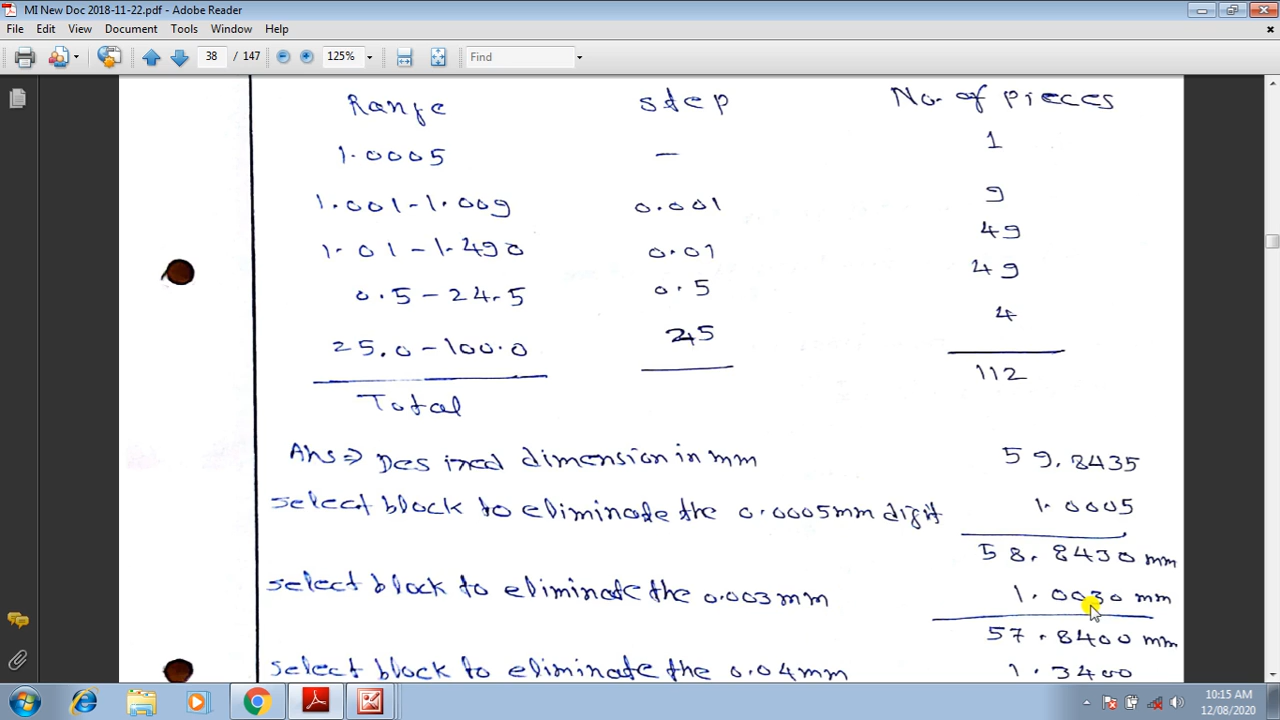 MI New Doc 2018-11-22.pdf - Adobe Reader
File Edit View Document Tools Window Help
38 / 147 125% Find
Range step No. of pieces
1.0005 — 1
1.001-1.009 0.001 9
1.01-1.490 0.01 49
0.5-24.5 0.5 49
25.0-100.0 25 4
Total 112
Ans => Desired dimension in mm 59.8435
select block to eliminate the 0.0005mm digit 1.0005
58.8430 mm
select block to eliminate the 0.003mm 1.0030 mm
57.8400 mm
select block to eliminate the 0.04mm 1.3400
10:15 AM
12/08/2020